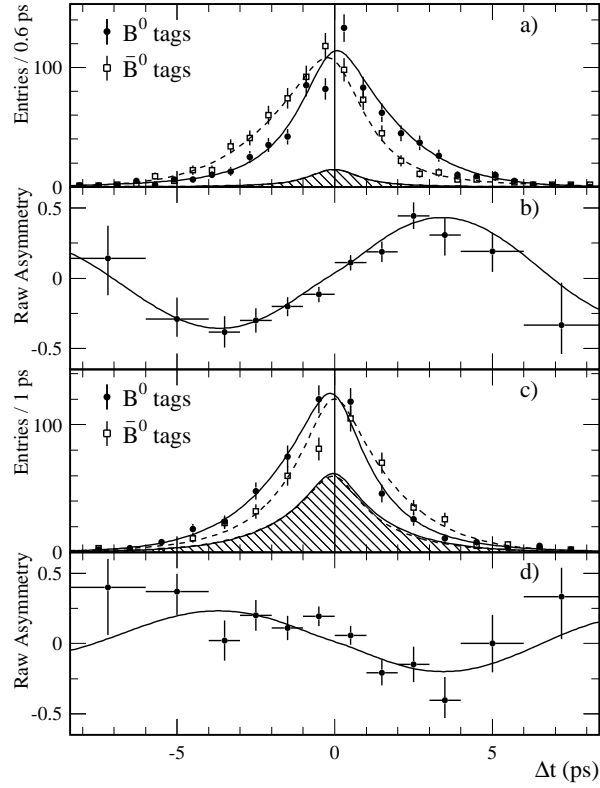 Entries / 0.6 ps
a)
B⁰ tags
B̄⁰ tags
100
0
Raw Asymmetry
b)
0.5
0
-0.5
Entries / 1 ps
c)
B⁰ tags
B̄⁰ tags
100
0
Raw Asymmetry
d)
0.5
0
-0.5
-5 0 5
Δt (ps)